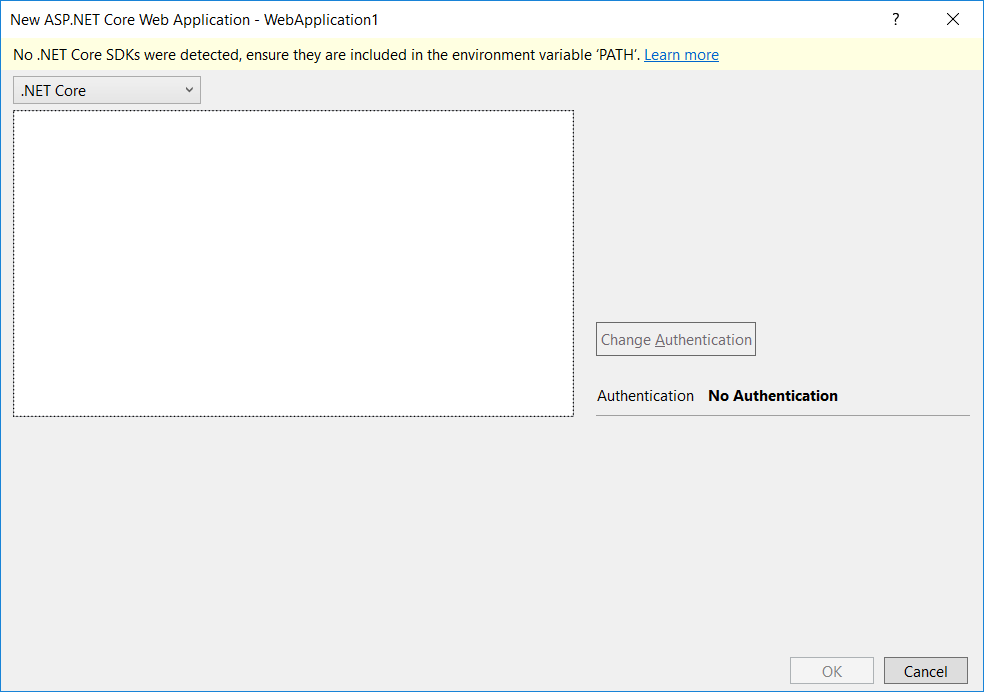 New ASP.NET Core Web Application - WebApplication1
?
No .NET Core SDKs were detected, ensure they are included in the environment variable ‘PATH’. Learn more
.NET Core
Change Authentication
Authentication No Authentication
OK Cancel